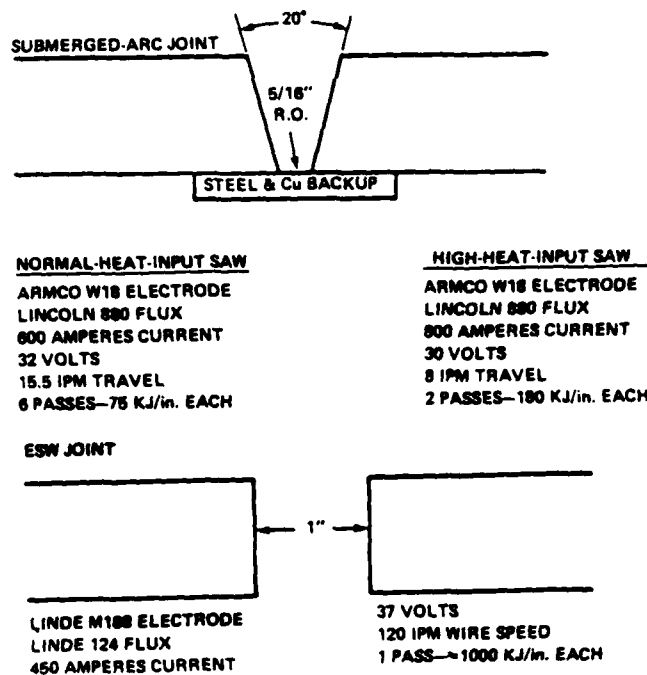 20°
SUBMERGED-ARC JOINT
5/16"
R.O.
STEEL & Cu BACKUP
NORMAL-HEAT-INPUT SAW
ARMCO W18 ELECTRODE
LINCOLN 880 FLUX
600 AMPERES CURRENT
32 VOLTS
15.5 IPM TRAVEL
6 PASSES—75 KJ/in. EACH
HIGH-HEAT-INPUT SAW
ARMCO W18 ELECTRODE
LINCOLN 880 FLUX
800 AMPERES CURRENT
30 VOLTS
8 IPM TRAVEL
2 PASSES—180 KJ/in. EACH
ESW JOINT
1"
LINDE M188 ELECTRODE
LINDE 124 FLUX
450 AMPERES CURRENT
37 VOLTS
120 IPM WIRE SPEED
1 PASS—≈1000 KJ/in. EACH